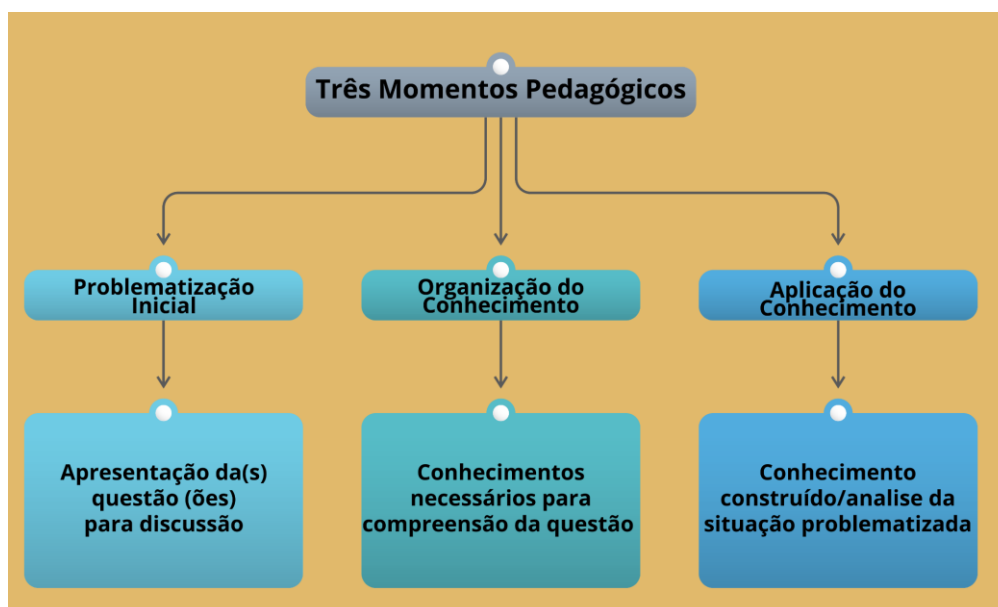 Três Momentos Pedagógicos
Problematização
Inicial
Organização do
Conhecimento
Aplicação do
Conhecimento
Apresentação da(s)
questão (ões)
para discussão
Conhecimentos
necessários para
compreensão da questão
Conhecimento
construído/analise da
situação problematizada